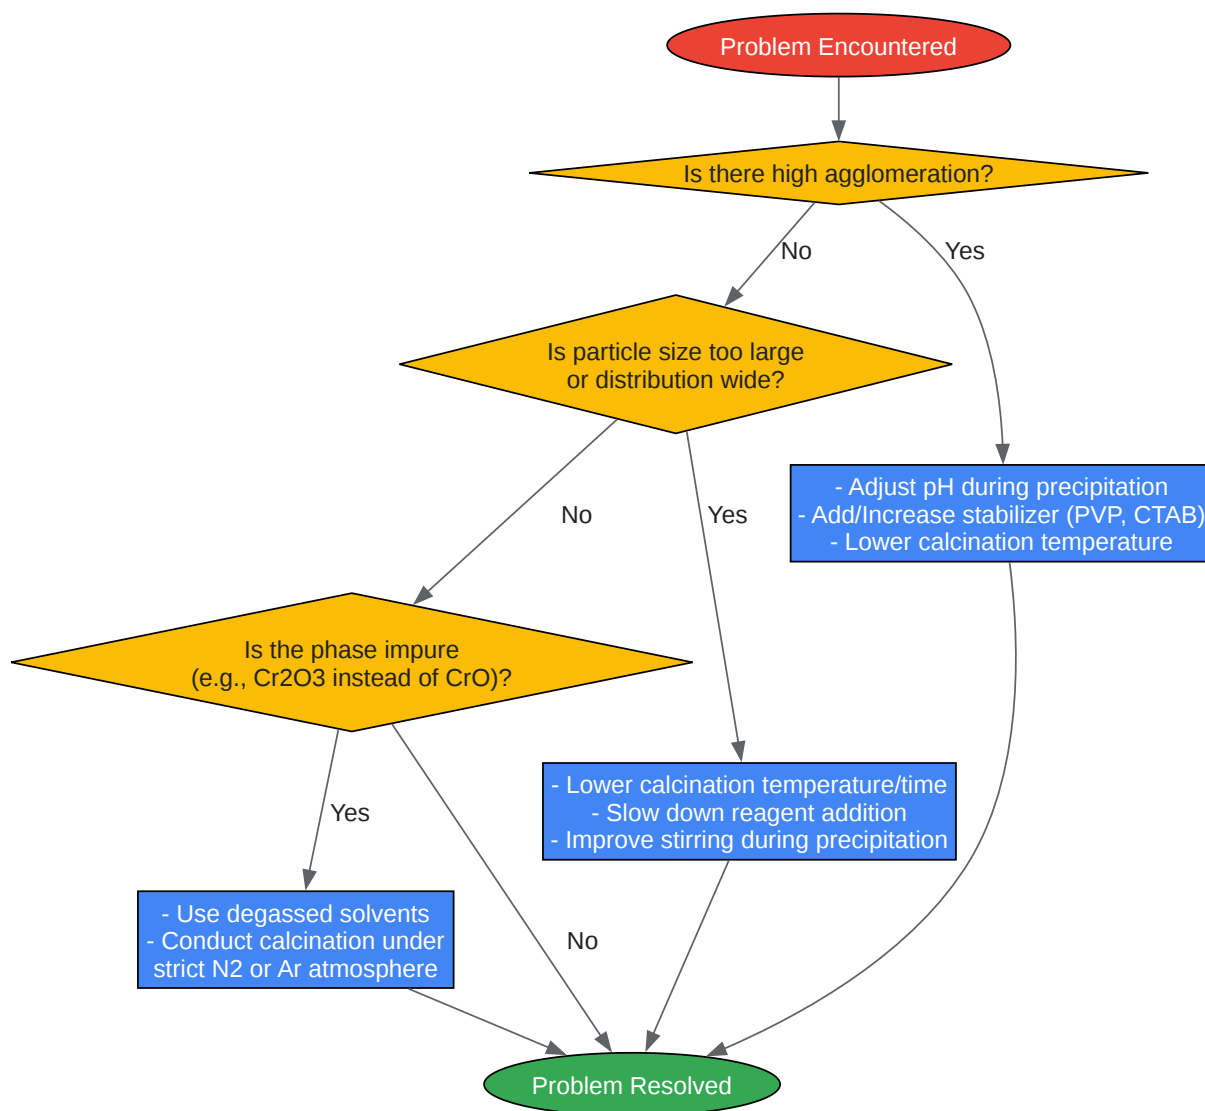 Problem Encountered
Is there high agglomeration?
No
Yes
Is particle size too large
or distribution wide?
- Adjust pH during precipitation
- Add/Increase stabilizer (PVP, CTAB)
- Lower calcination temperature
No
Yes
Is the phase impure
(e.g., Cr2O3 instead of CrO)?
- Lower calcination temperature/time
- Slow down reagent addition
- Improve stirring during precipitation
Yes
- Use degassed solvents
- Conduct calcination under
strict N2 or Ar atmosphere
No
Problem Resolved